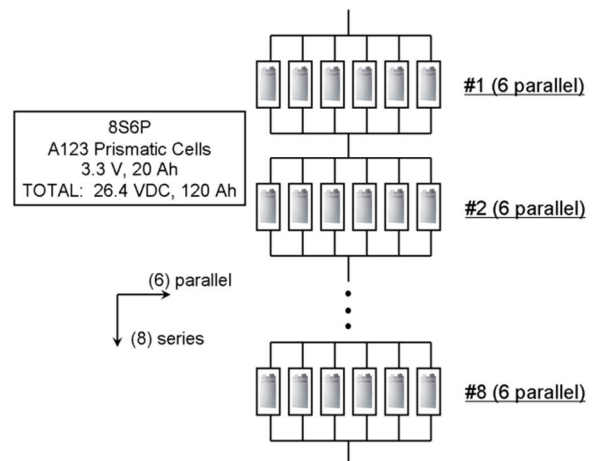 #1 (6 parallel)
8S6P
A123 Prismatic Cells
3.3 V, 20 Ah
TOTAL: 26.4 VDC, 120 Ah
#2 (6 parallel)
(6) parallel
(8) series
#8 (6 parallel)